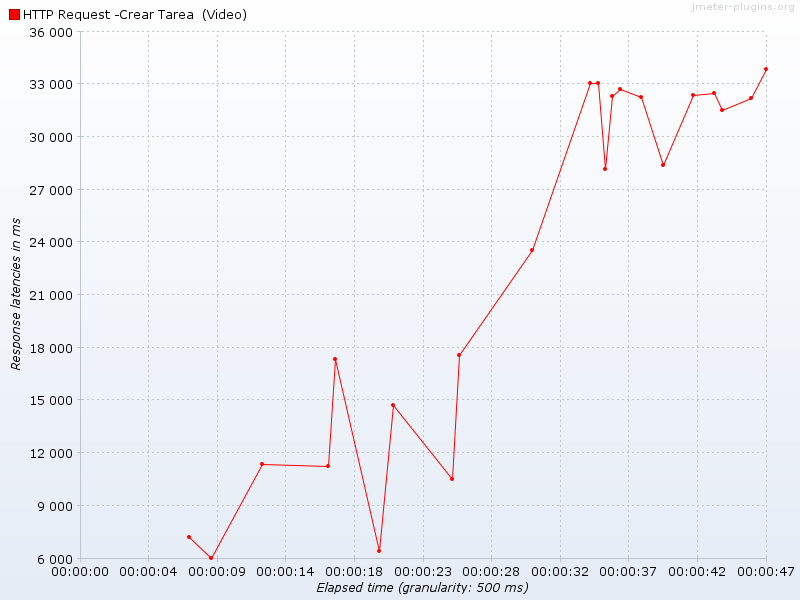 jmeter-plugins.org
HTTP Request -Crear Tarea  (Video)
36 000
33 000
30 000
27 000
24 000
21 000
18 000
15 000
12 000
9 000
6 000
Response latencies in ms
00:00:00 00:00:04 00:00:09 00:00:14 00:00:18 00:00:23 00:00:28 00:00:32 00:00:37 00:00:42 00:00:47
Elapsed time (granularity: 500 ms)